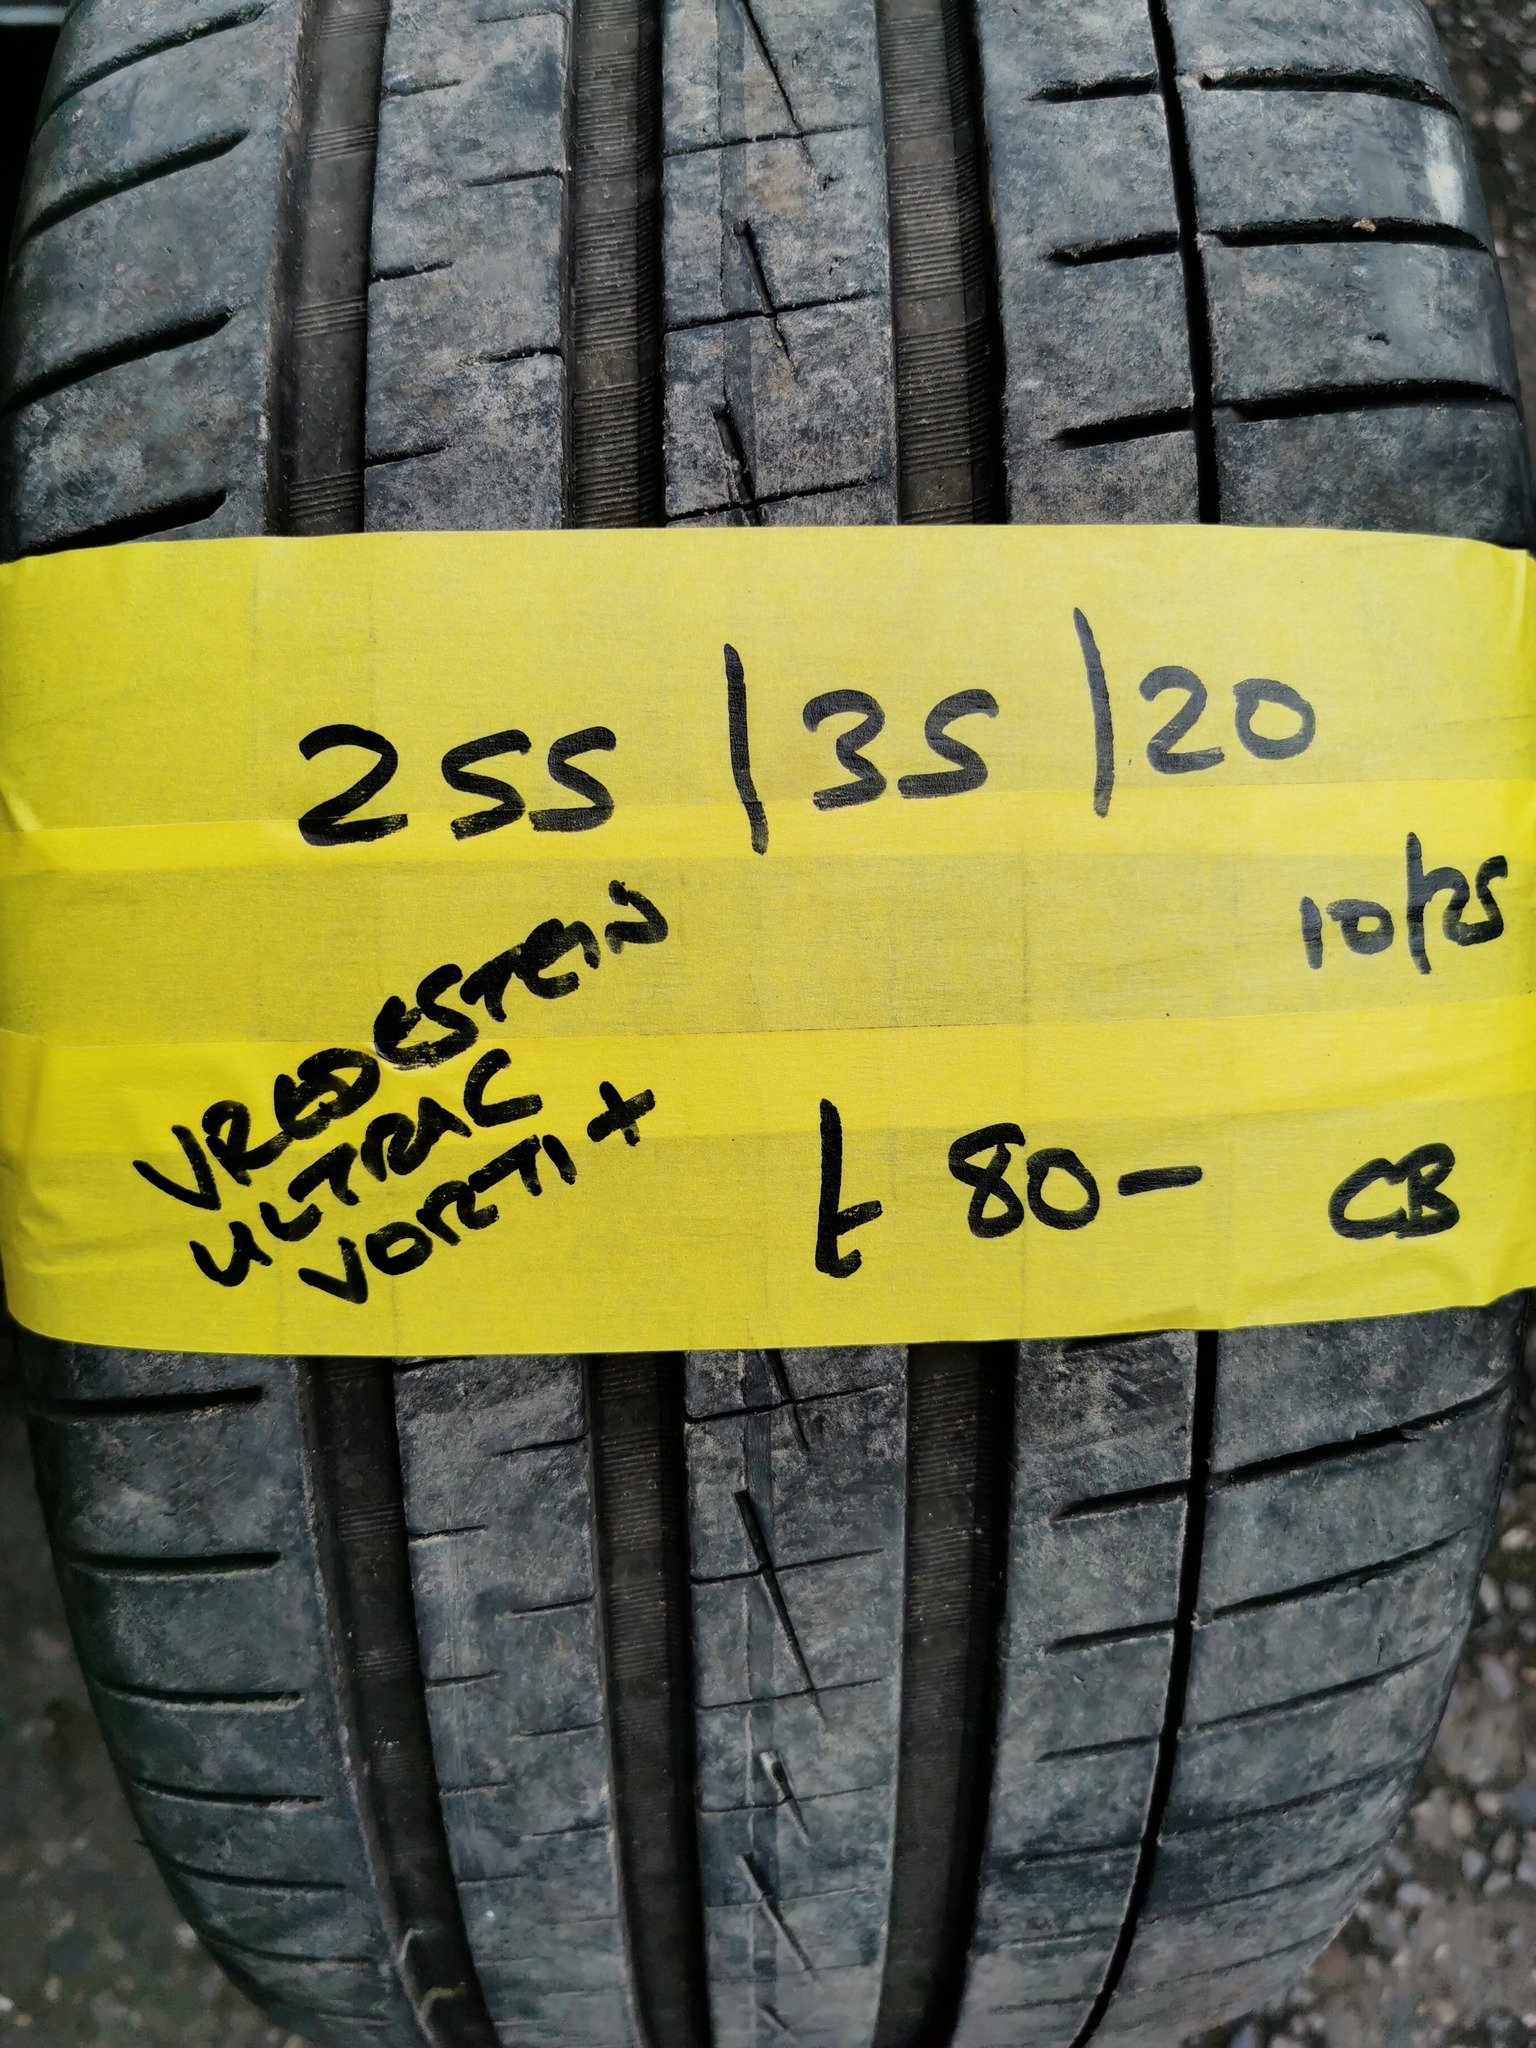 255/35/20
10/25
VREDESTEIN
ULTRAC
VORTI+
£80-
CB